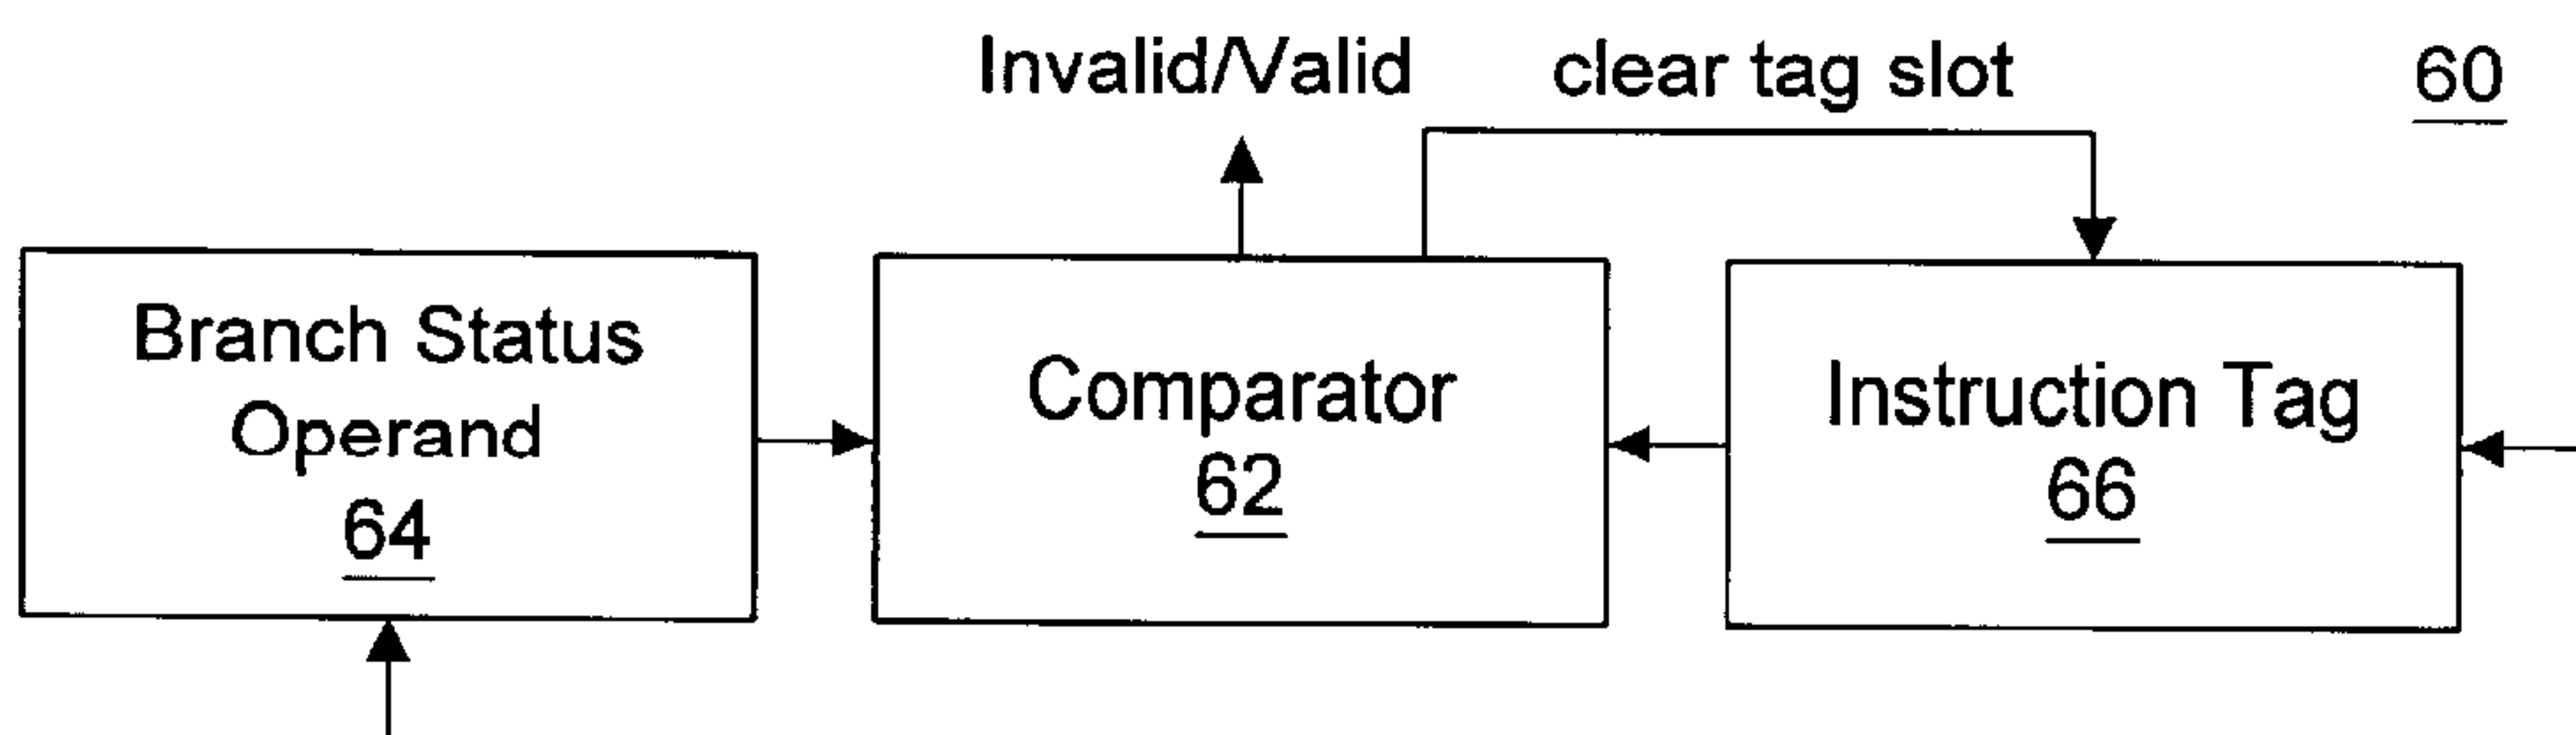 Invalid/Valid
clear tag slot
60
Branch Status
Operand
64
Comparator
62
Instruction Tag
66